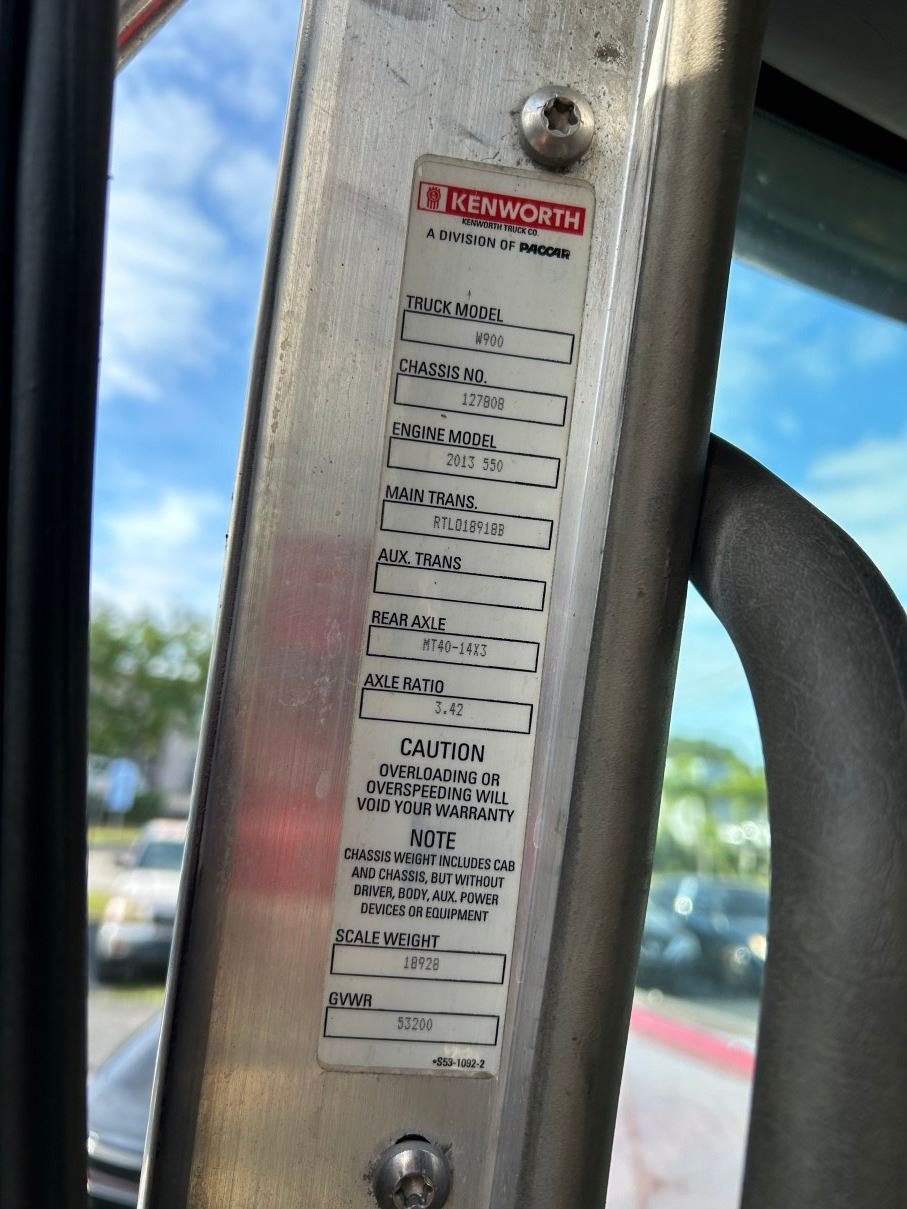 KENWORTH
KENWORTH TRUCK CO.
A DIVISION OF PACCAR
TRUCK MODEL
W900
CHASSIS NO.
127808
ENGINE MODEL
2013 550
MAIN TRANS.
RTLO18918B
AUX. TRANS
REAR AXLE
MT40-14X3
AXLE RATIO
3.42
CAUTION
OVERLOADING OR
OVERSPEEDING WILL
VOID YOUR WARRANTY
NOTE
CHASSIS WEIGHT INCLUDES CAB
AND CHASSIS, BUT WITHOUT
DRIVER, BODY, AUX. POWER
DEVICES OR EQUIPMENT
SCALE WEIGHT
18928
GVWR
53200
*S53-1092-2